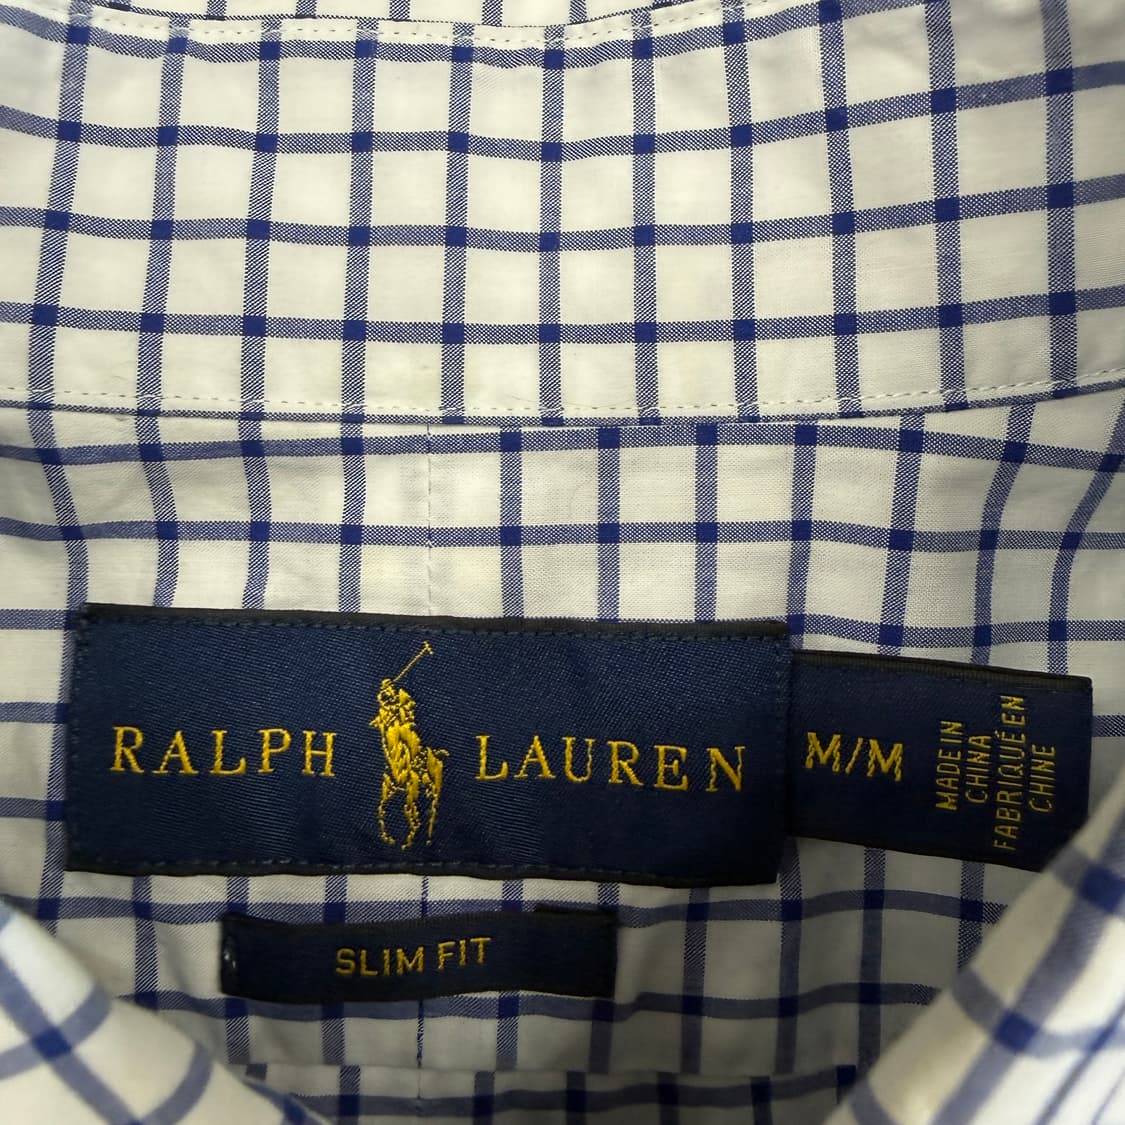 RALPH LAUREN
M/M
MADE IN
CHINA
FABRIQUÉ EN
CHINE
SLIM FIT